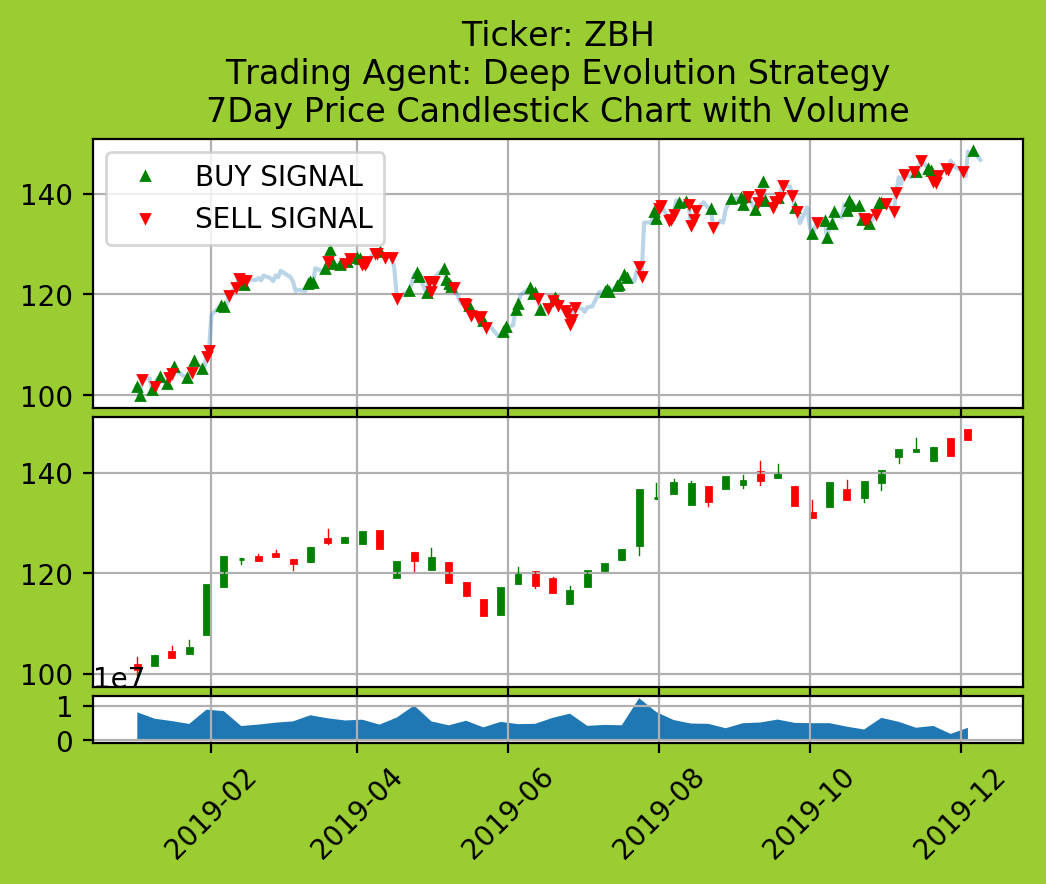 Ticker: ZBH
Trading Agent: Deep Evolution Strategy
7Day Price Candlestick Chart with Volume
BUY SIGNAL
SELL SIGNAL
140
120
100
140
120
100
1e7
1
0
2019-02
2019-04
2019-06
2019-08
2019-10
2019-12